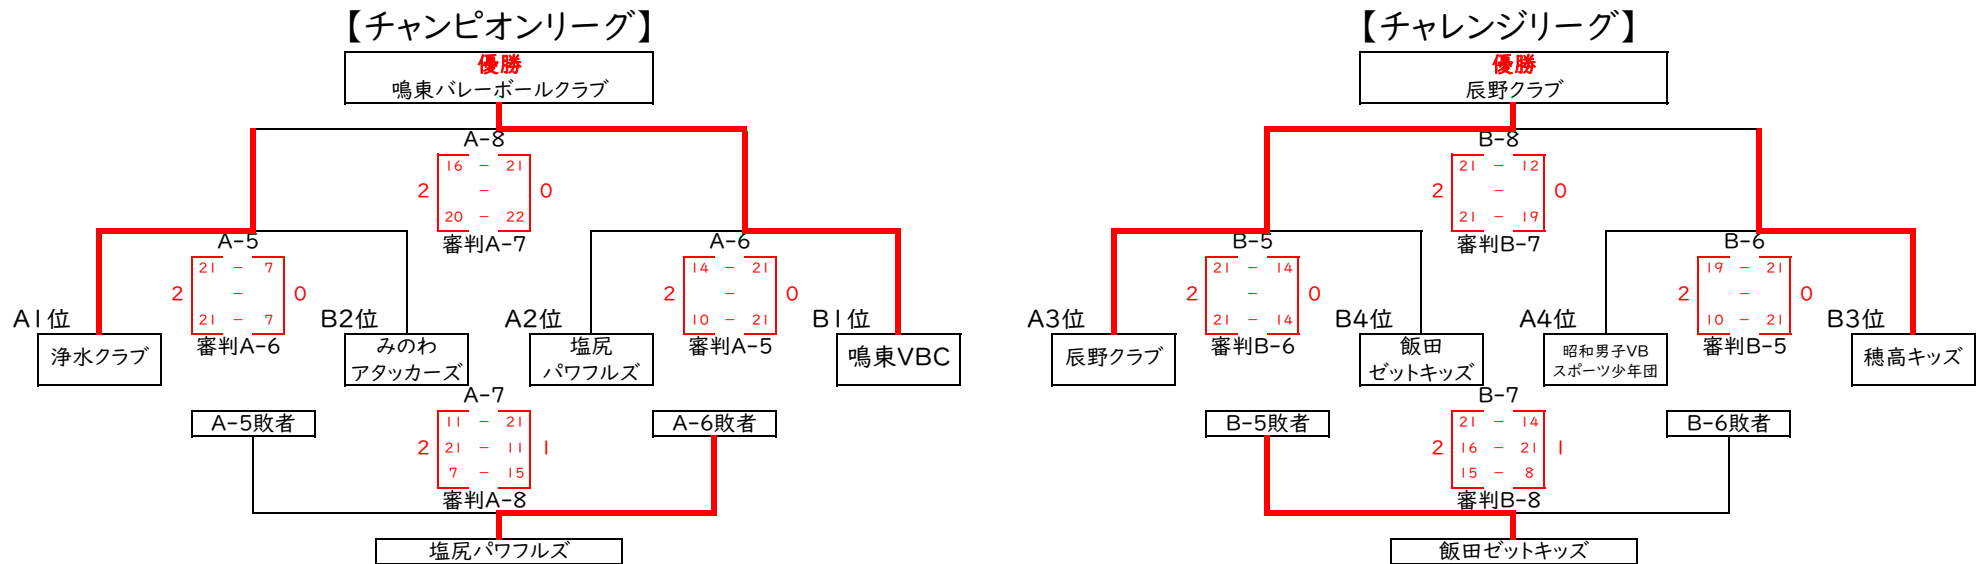 【チャンピオンリーグ】
優勝
鳴東バレーボールクラブ
A-8
16 - 21
2 - 0
20 - 22
審判A-7
A-5
21 - 7
2 - 0
21 - 7
審判A-6
A-6
14 - 21
2 - 0
10 - 21
審判A-5
A1位
浄水クラブ
B2位
みのわ
アタッカーズ
A2位
塩尻
パワフルズ
B1位
鳴東VBC
A-7
A-5敗者
A-6敗者
11 - 21
2 21 - 11 1
7 - 15
審判A-8
塩尻パワフルズ
【チャレンジリーグ】
優勝
辰野クラブ
B-8
21 - 12
2 - 0
21 - 19
審判B-7
B-5
21 - 14
2 - 0
21 - 14
審判B-6
B-6
19 - 21
2 - 0
10 - 21
審判B-5
A3位
辰野クラブ
B4位
飯田
ゼットキッズ
A4位
昭和男子VB
スポーツ少年団
B3位
穂高キッズ
B-7
B-5敗者
B-6敗者
21 - 14
2 16 - 21 1
15 - 8
審判B-8
飯田ゼットキッズ